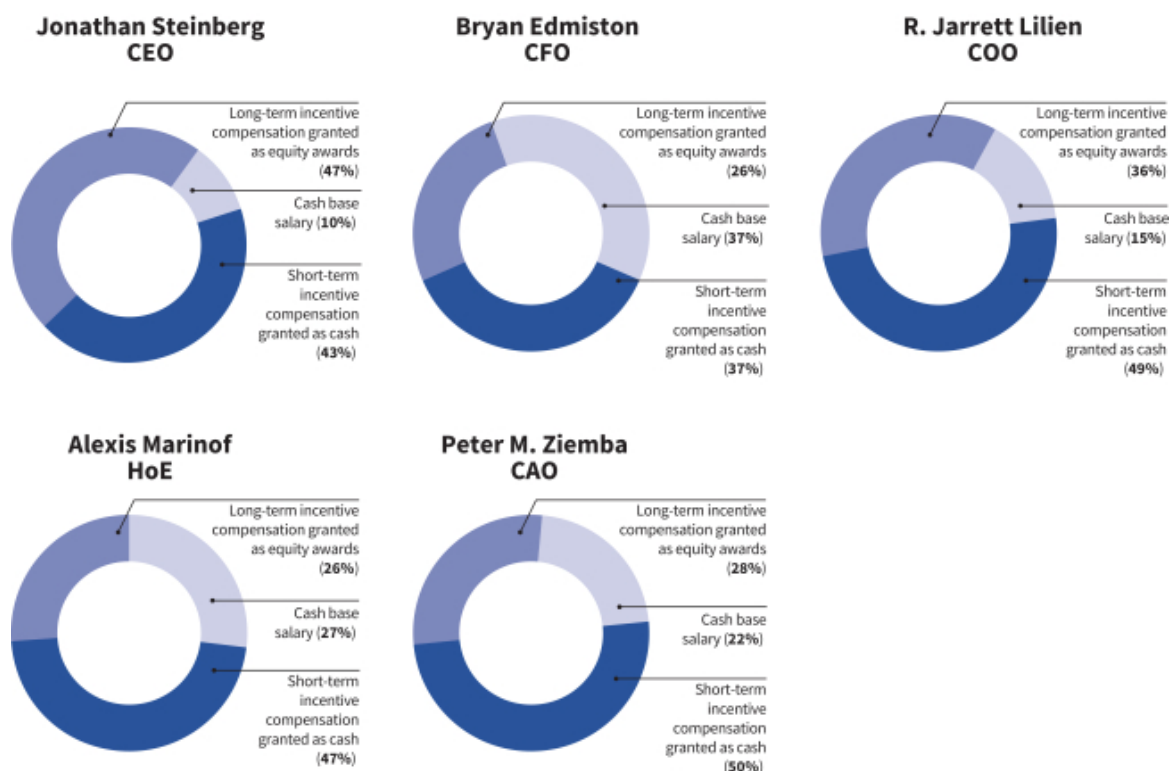 Jonathan Steinberg
CEO
Long-term incentive
compensation granted
as equity awards
(47%)
Cash base
salary (10%)
Short-term
incentive
compensation
granted as cash
(43%)
Bryan Edmiston
CFO
Long-term incentive
compensation granted
as equity awards
(26%)
Cash base
salary (37%)
Short-term
incentive
compensation
granted as cash
(37%)
R. Jarrett Lilien
COO
Long-term incentive
compensation granted
as equity awards
(36%)
Cash base
salary (15%)
Short-term
incentive
compensation
granted as cash
(49%)
Alexis Marinof
HoE
Long-term incentive
compensation granted
as equity awards
(26%)
Cash base
salary (27%)
Short-term
incentive
compensation
granted as cash
(47%)
Peter M. Ziemba
CAO
Long-term incentive
compensation granted
as equity awards
(28%)
Cash base
salary (22%)
Short-term
incentive
compensation
granted as cash
(50%)